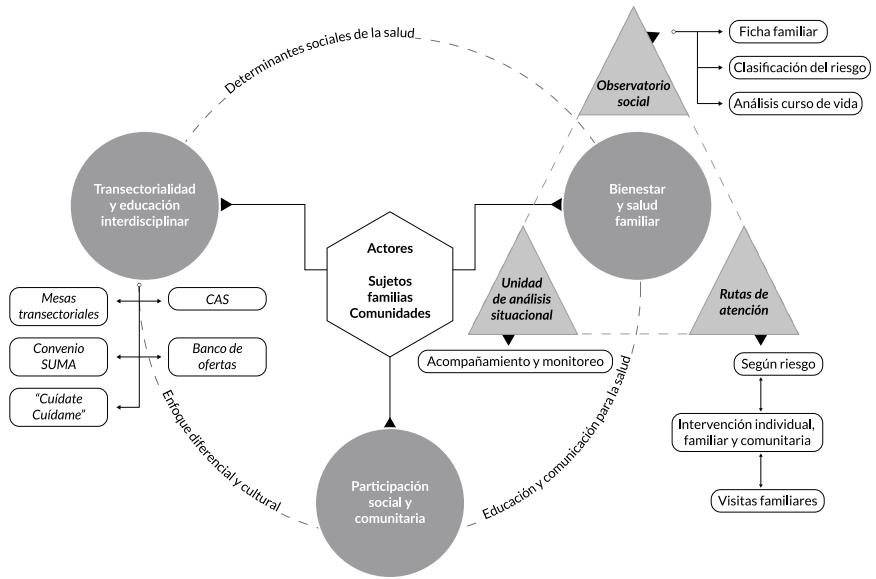 Determinantes sociales de la salud
Observatorio
social
Ficha familiar
Clasificación del riesgo
Análisis curso de vida
Transectorialidad
y educación
interdisciplinar
Bienestar
y salud
familiar
Actores
Sujetos
familias
Comunidades
Mesas
transectoriales
CAS
Convenio
SUMA
Banco de
ofertas
“Cuídate
Cuídame”
Unidad
de análisis
situacional
Acompañamiento y monitoreo
Rutas de
atención
Según riesgo
Intervención individual,
familiar y comunitaria
Visitas familiares
Enfoque diferencial y cultural
Participación
social y
comunitaria
Educación y comunicación para la salud